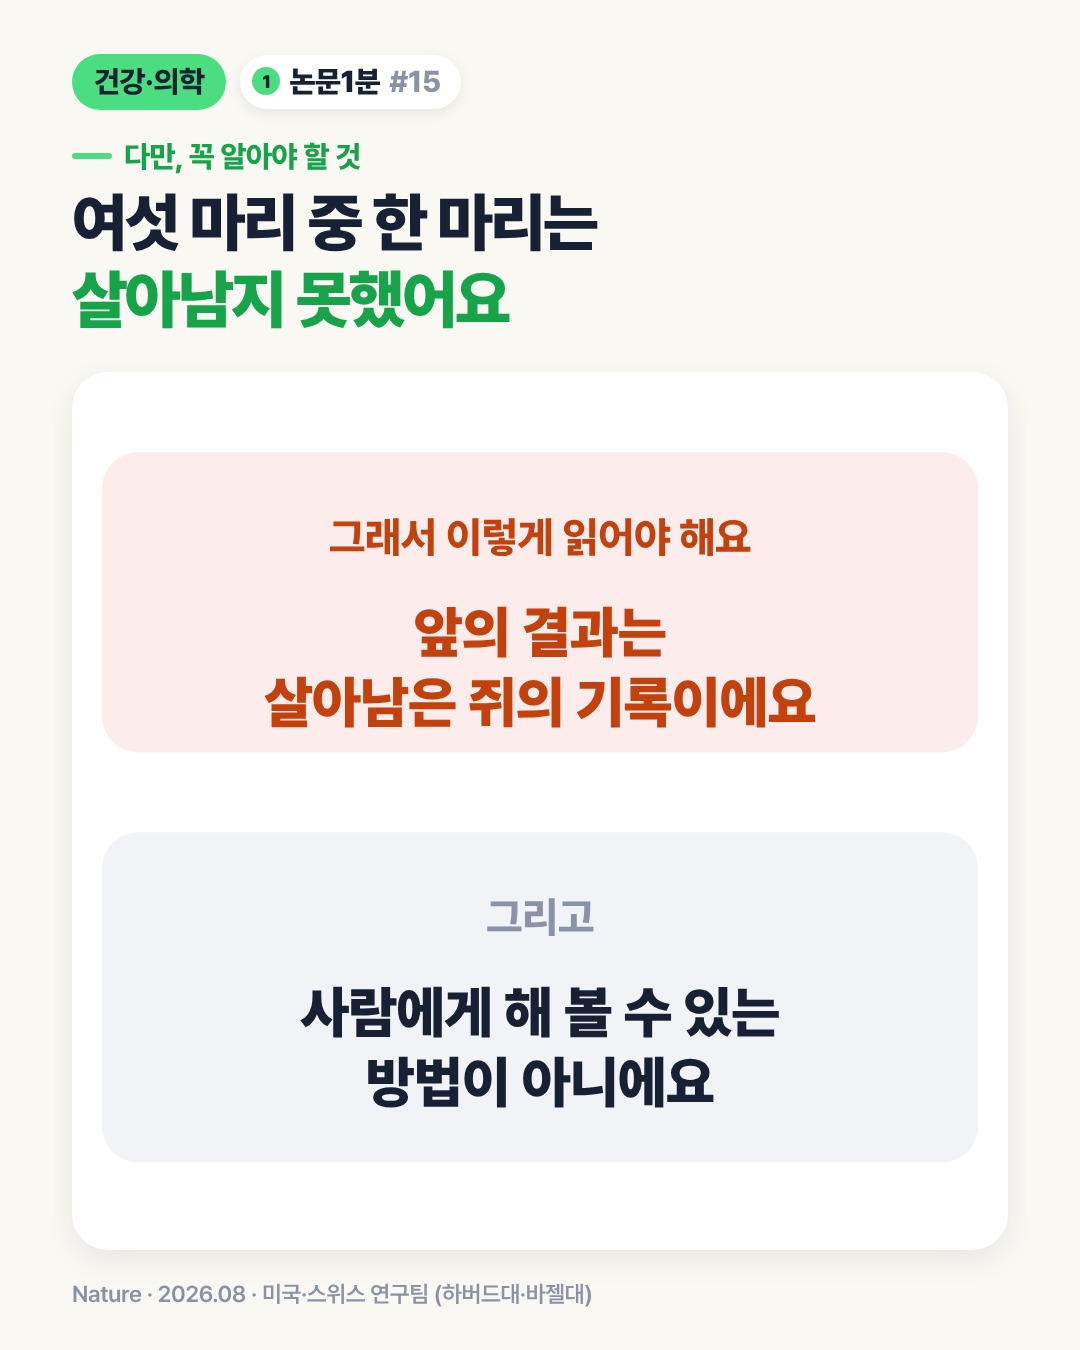 건강·의학
1 논문1분 #15
다만, 꼭 알아야 할 것
여섯 마리 중 한 마리는
살아남지 못했어요
그래서 이렇게 읽어야 해요
앞의 결과는
살아남은 쥐의 기록이에요
그리고
사람에게 해 볼 수 있는
방법이 아니에요
Nature · 2026.08 · 미국·스위스 연구팀 (하버드대·바젤대)